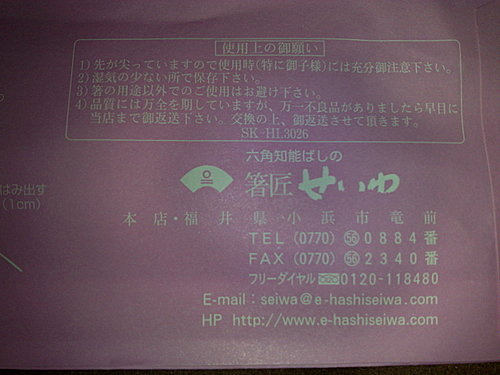 使用上の御願い
1) 先が尖っていますので使用時(特に御子様)には充分御注意下さい。
2) 湿気の少ない所で保存下さい。
3) 箸の用途以外でのご使用はお避け下さい。
4) 品質には万全を期していますが、万一不良品がありましたら早目に
当店まで御返送下さい。交換の上、御返送させて頂きます。
SK-H1.3026
六角知能ばしの
箸匠せいわ
はみ出す
(1cm)
本店・福井県小浜市竜前
TEL (0770) 56 0884番
FAX (0770) 56 2340番
フリーダイヤル 0120-118480
E-mail : seiwa@e-hashiseiwa.com
HP http://www.e-hashiseiwa.com